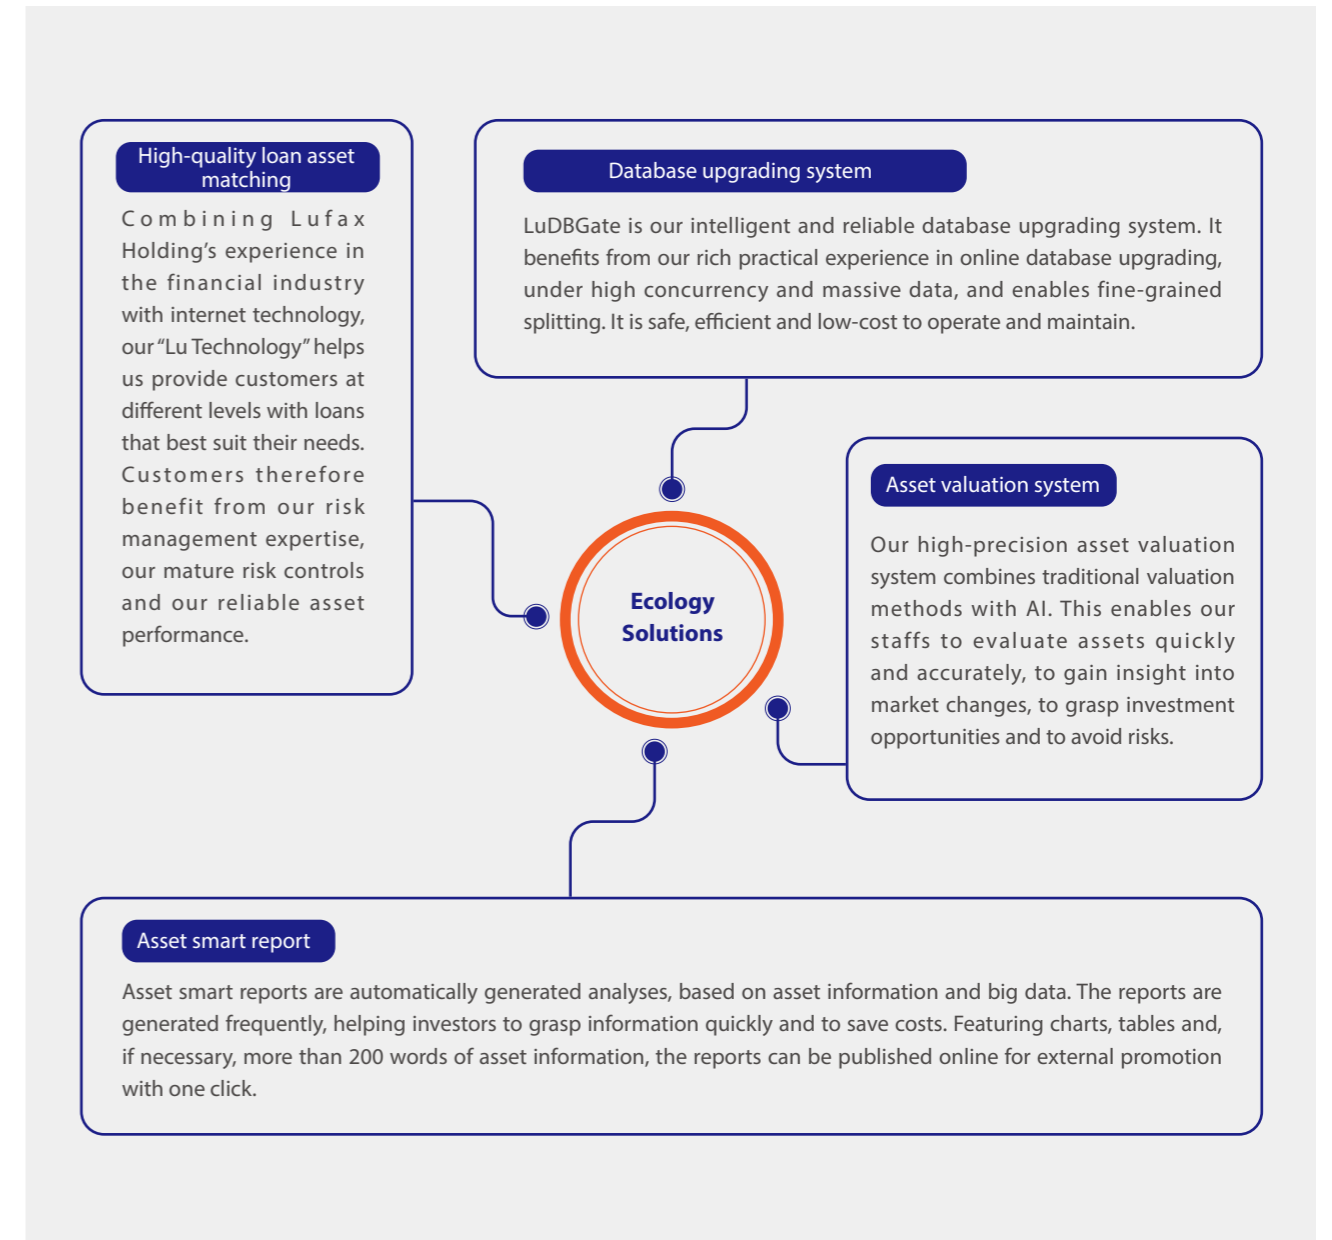 High-quality loan asset
matching
Combining Lufax
Holding’s experience in
the financial industry
with internet technology,
our “Lu Technology” helps
us provide customers at
different levels with loans
that best suit their needs.
Customers therefore
benefit from our risk
management expertise,
our mature risk controls
and our reliable asset
performance.
Database upgrading system
LuDBGate is our intelligent and reliable database upgrading system. It
benefits from our rich practical experience in online database upgrading,
under high concurrency and massive data, and enables fine-grained
splitting. It is safe, efficient and low-cost to operate and maintain.
Ecology
Solutions
Asset valuation system
Our high-precision asset valuation
system combines traditional valuation
methods with AI. This enables our
staffs to evaluate assets quickly
and accurately, to gain insight into
market changes, to grasp investment
opportunities and to avoid risks.
Asset smart report
Asset smart reports are automatically generated analyses, based on asset information and big data. The reports are
generated frequently, helping investors to grasp information quickly and to save costs. Featuring charts, tables and,
if necessary, more than 200 words of asset information, the reports can be published online for external promotion
with one click.